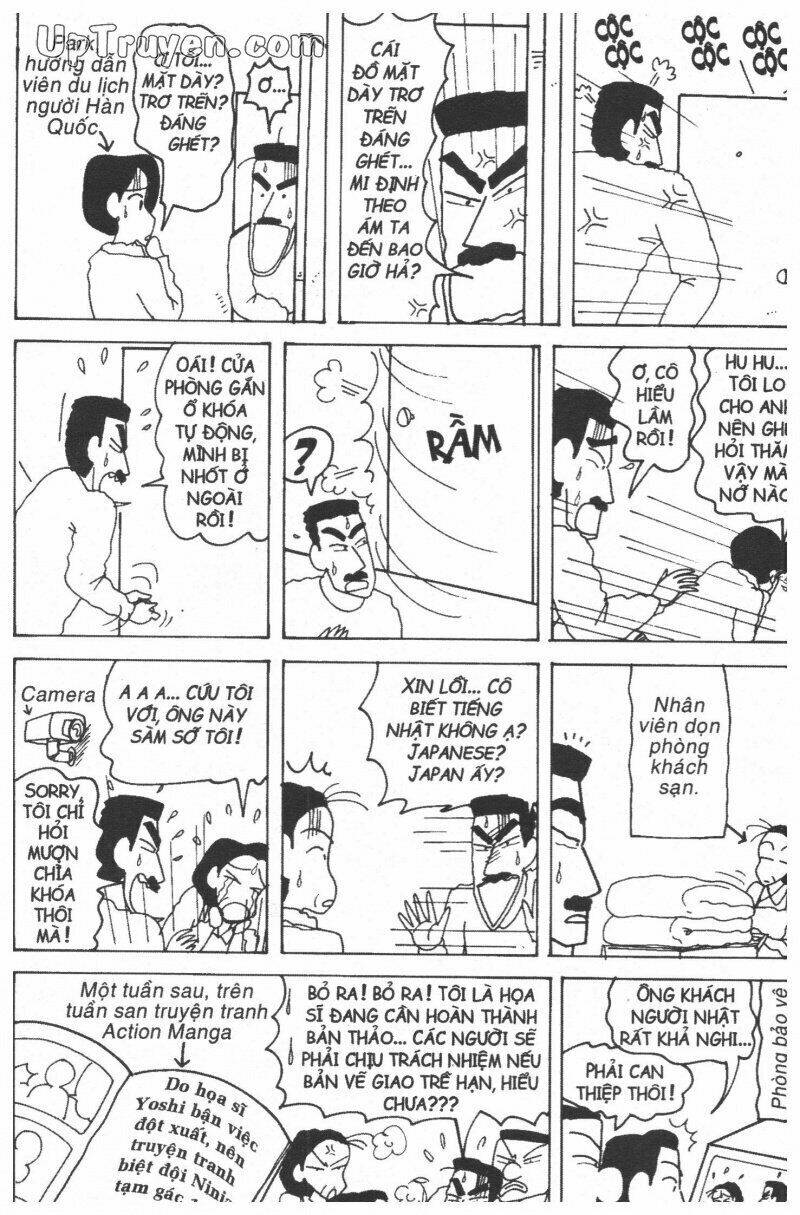 UnTruyen.com
CỘC
CỘC
CỘC
CỘC
CỘC
CỘC
CÁI
ĐỒ MẶT
DÀY TRƠ
TRẼN
ĐÁNG
GHÉT...
MI ĐỊNH
THEO
ÁM TA
ĐẾN BAO
GIỜ HẢ?
Ơ...
TÔI...
MẶT DÀY?
TRƠ TRẼN?
ĐÁNG
GHÉT?
Park,
hướng dẫn
viên du lịch
người Hàn
Quốc
HU HU...
TÔI LO
CHO ANH
NÊN GHÉ
HỎI THĂM
VẬY MÀ
NỠ NÀO
Ơ, CÔ
HIỂU
LẦM
RỒI!
RẦM
?
OÁI! CỬA
PHÒNG GẮN
Ổ KHÓA
TỰ ĐỘNG,
MÌNH BỊ
NHỐT Ở
NGOÀI
RỒI!
Nhân
viên dọn
phòng
khách
sạn.
XIN LỖI... CÔ
BIẾT TIẾNG
NHẬT KHÔNG Ạ?
JAPANESE?
JAPAN ẤY?
A A A... CỨU TÔI
VỚI, ÔNG NÀY
SÀM SỠ TÔI!
Camera
SORRY,
TÔI CHỈ
HỎI
MƯỢN
CHÌA
KHÓA
THÔI
MÀ!
Phòng bảo vệ
ÔNG KHÁCH
NGƯỜI NHẬT
RẤT KHẢ NGHI...
PHẢI CAN
THIỆP THÔI!
BỎ RA! BỎ RA! TÔI LÀ HỌA
SĨ ĐANG CẦN HOÀN THÀNH
BẢN THẢO... CÁC NGƯỜI SẼ
PHẢI CHỊU TRÁCH NHIỆM NẾU
BẢN VẼ GIAO TRỄ HẠN, HIỂU
CHƯA???
Một tuần sau, trên
tuần san truyện tranh
Action Manga
Do họa sĩ
Yoshi bận việc
đột xuất, nên
truyện tranh
biệt đội Ninja
tạm gác